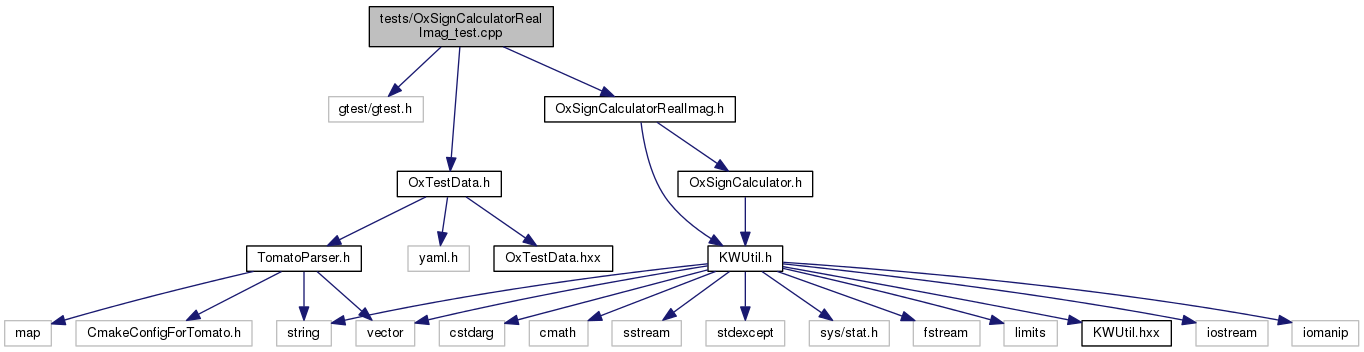 tests/OxSignCalculatorReal
Imag_test.cpp
gtest/gtest.h
OxSignCalculatorRealImag.h
OxTestData.h
OxSignCalculator.h
TomatoParser.h
yaml.h
OxTestData.hxx
KWUtil.h
map
CmakeConfigForTomato.h
string
vector
cstdarg
cmath
sstream
stdexcept
sys/stat.h
fstream
limits
KWUtil.hxx
iostream
iomanip